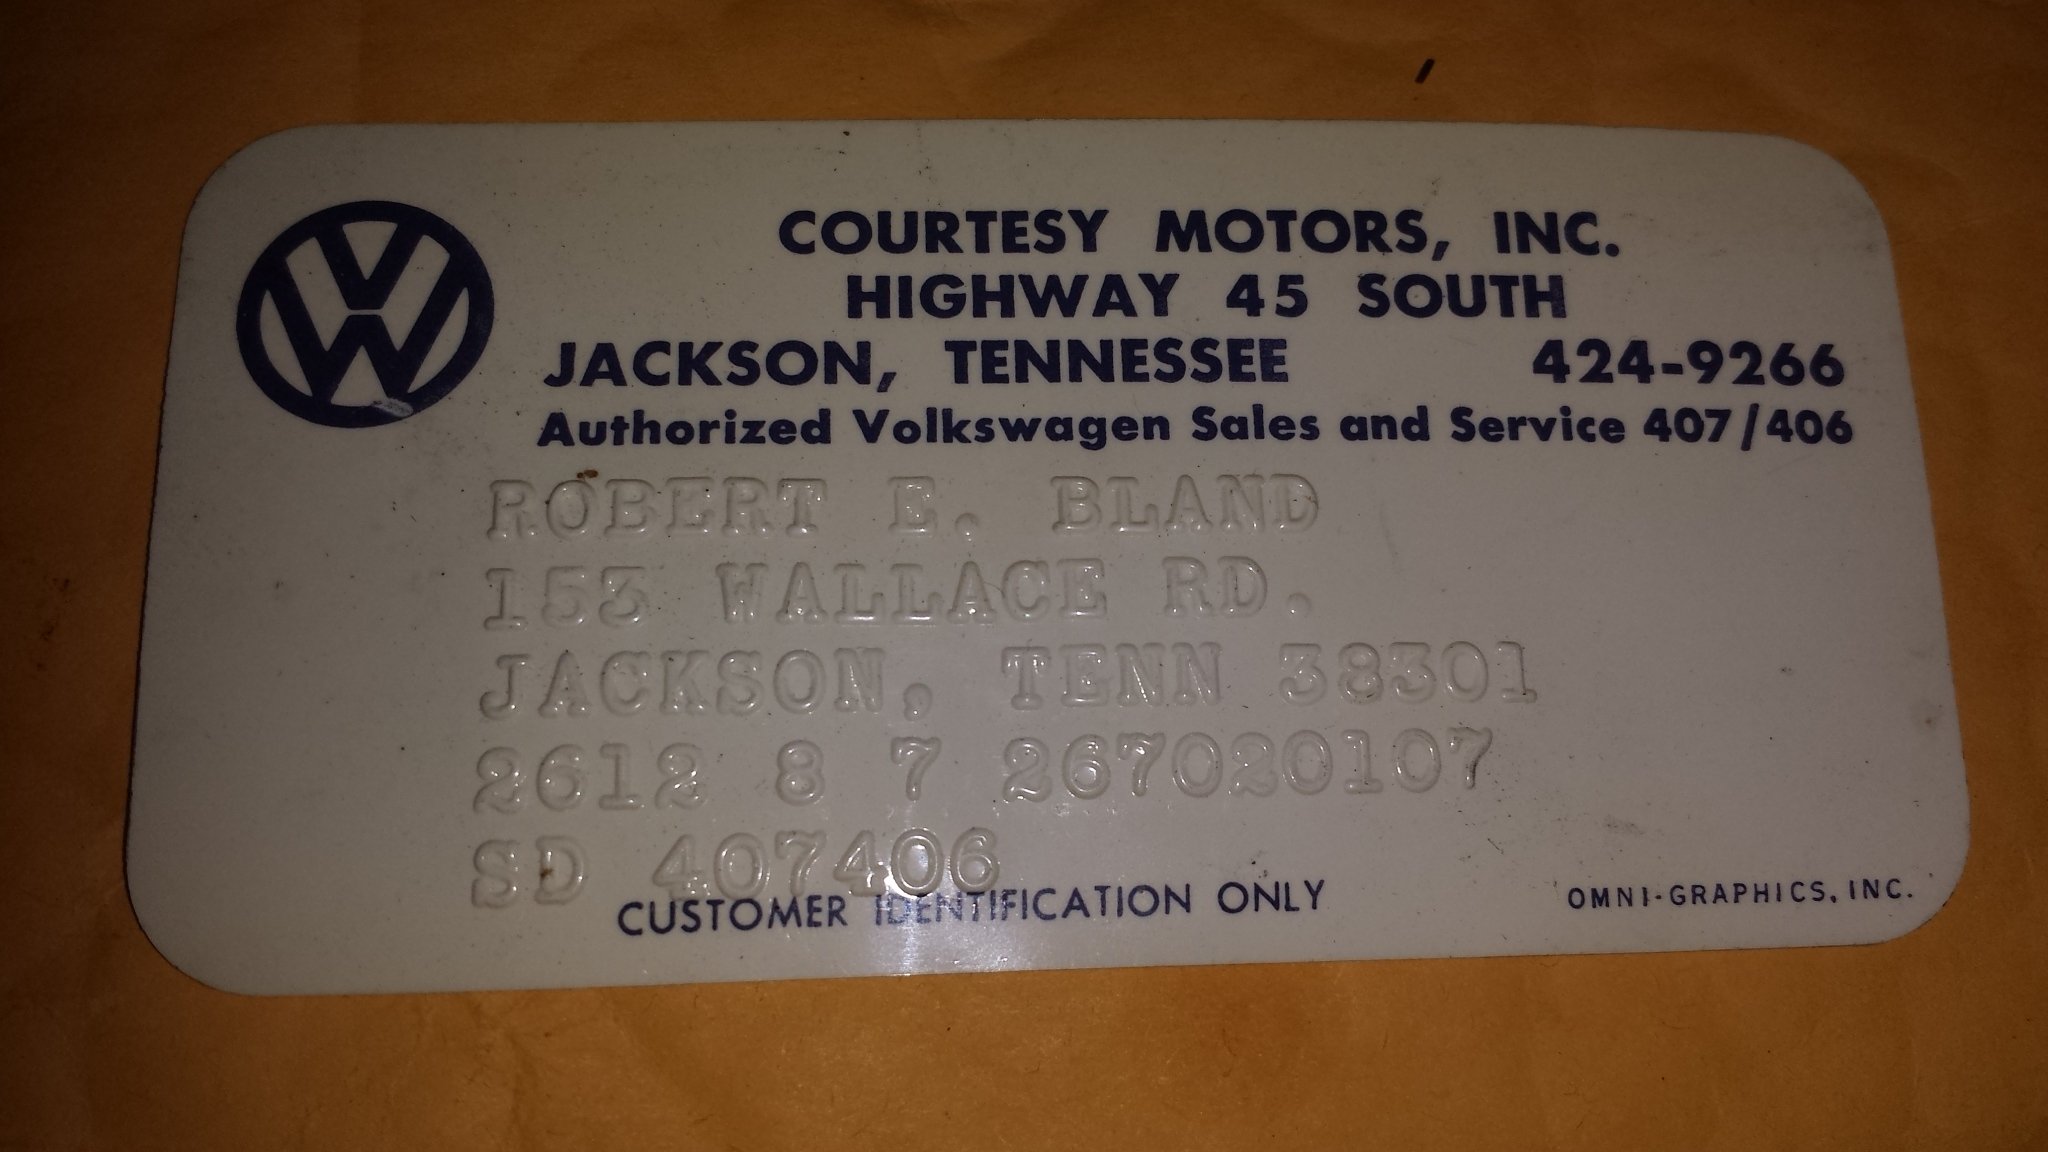 COURTESY MOTORS, INC.
HIGHWAY 45 SOUTH
JACKSON, TENNESSEE 424-9266
Authorized Volkswagen Sales and Service 407/406
ROBERT E. BLAND
153 WALLACE RD.
JACKSON, TENN 38301
2612 8 7 267020107
SD 407406
CUSTOMER IDENTIFICATION ONLY
OMNI-GRAPHICS, INC.